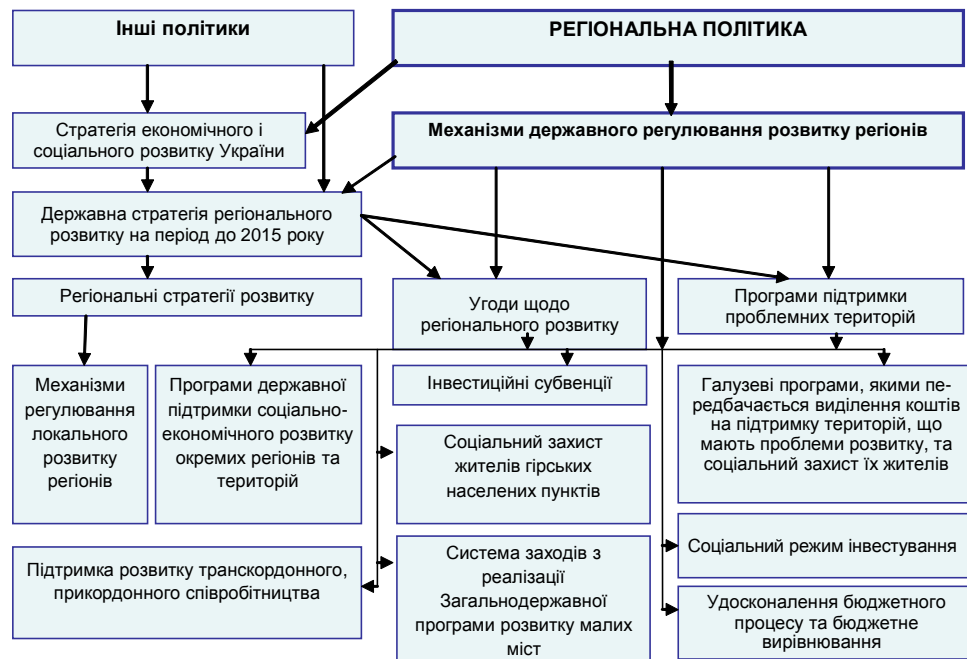 Інші політики
РЕГІОНАЛЬНА ПОЛІТИКА
Стратегія економічного і
соціального розвитку України
Механізми державного регулювання розвитку регіонів
Державна стратегія регіонального
розвитку на період до 2015 року
Регіональні стратегії розвитку
Угоди щодо
регіонального розвитку
Програми підтримки
проблемних територій
Механізми
регулювання
локального
розвитку
регіонів
Програми державної
підтримки соціально-
економічного розвитку
окремих регіонів та
територій
Інвестиційні субвенції
Галузеві програми, якими пе-
редбачається виділення коштів
на підтримку територій, що
мають проблеми розвитку, та
соціальний захист їх жителів
Соціальний захист
жителів гірських
населених пунктів
Підтримка розвитку транскордонного,
прикордонного співробітництва
Система заходів з
реалізації
Загальнодержавної
програми розвитку малих
міст
Соціальний режим інвестування
Удосконалення бюджетного
процесу та бюджетне
вирівнювання